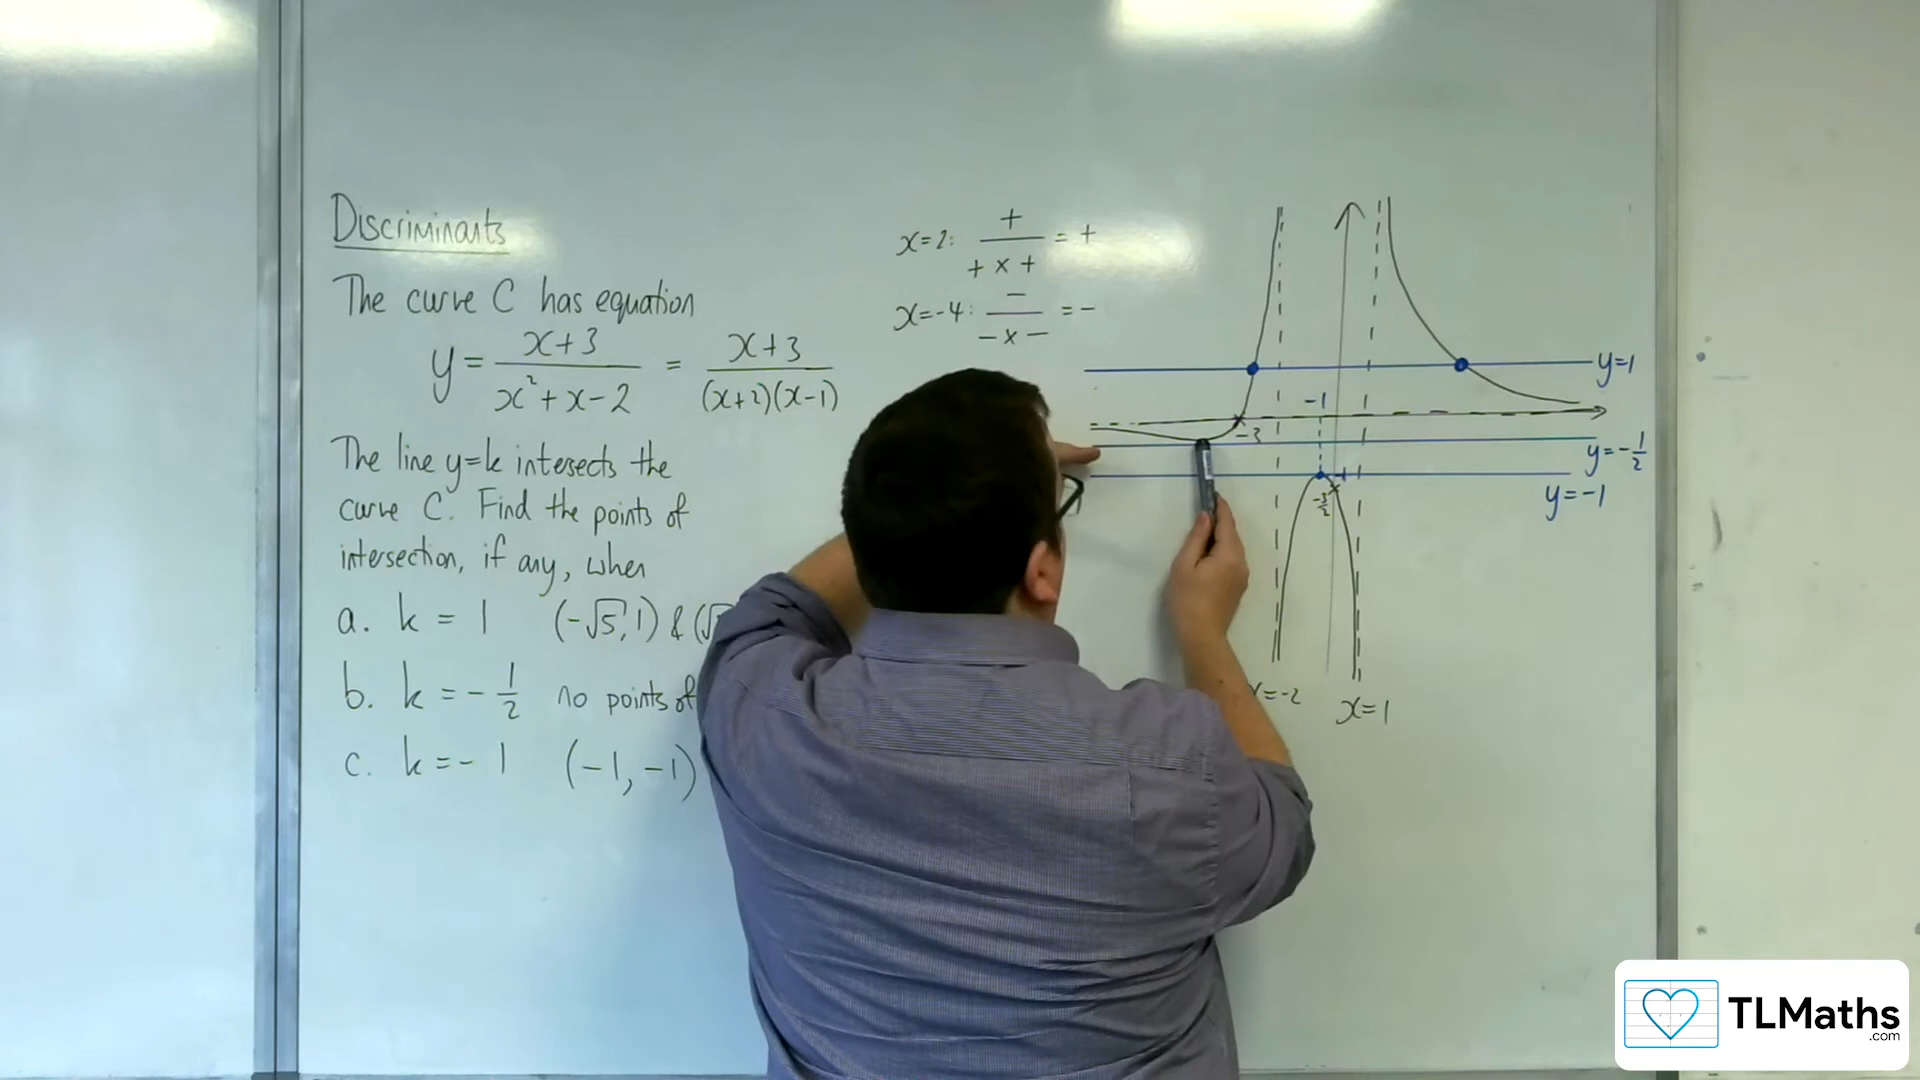 Discriminants
The curve C has equation
y = x+3 / x²+x-2 = x+3 / (x+2)(x-1)
The line y=k intersects the
curve C. Find the points of
intersection, if any, when
a. k = 1 (-√5, 1) & (√
b. k = - 1/2 no points of
c. k = - 1 (-1, -1)
x=2: + / + x + = +
x=-4: - / - x - = -
y=1
-1
-3
y=-1/2
-3/2
y=-1
x=-2
x=1
TLMaths
.com